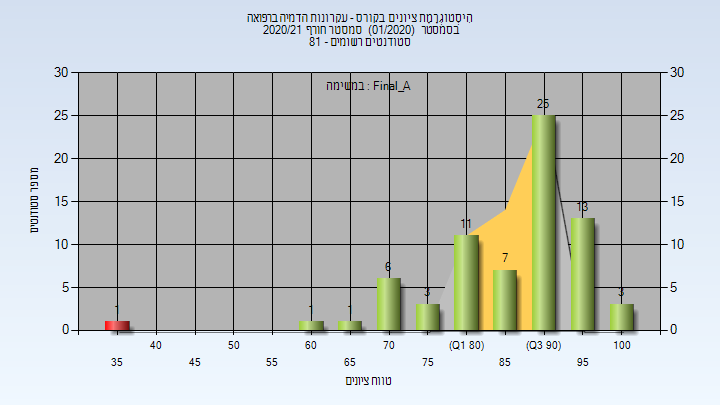 היסטוגרמת ציונים בקורס - עקרונות הדמיה ברפואה
בסמסטר (01/2020) סמסטר חורף 2020/21
סטודנטים רשומים - 81
במשימה : Final_A
מספר סטודנטים
30 30
25 25
20 20
15 15
10 10
5 5
0 0
1 1 1 6 3 11 7 25 13 3
40 50 60 70 (Q1 80) (Q3 90) 100
35 45 55 65 75 85 95
טווח ציונים